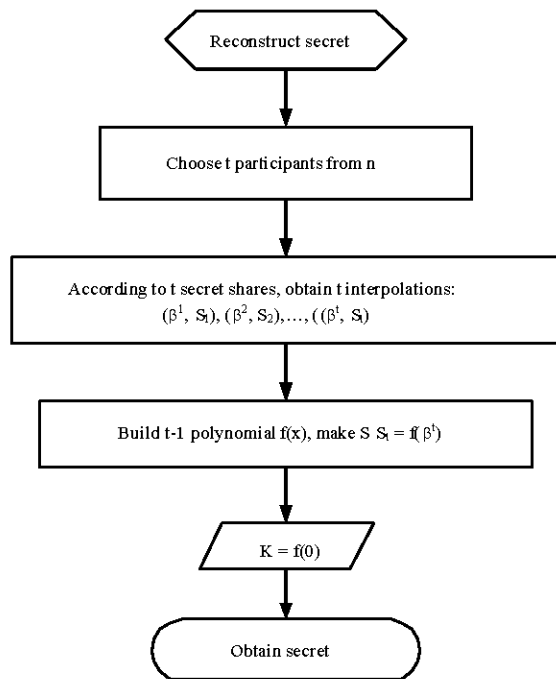 Reconstruct secret
Choose t participants from n
According to t secret shares, obtain t interpolations:
(β¹, S₁), (β², S₂),…, ((βᵗ, Sₜ)
Build t-1 polynomial f(x), make S Sₜ = f( βᵗ)
K = f(0)
Obtain secret